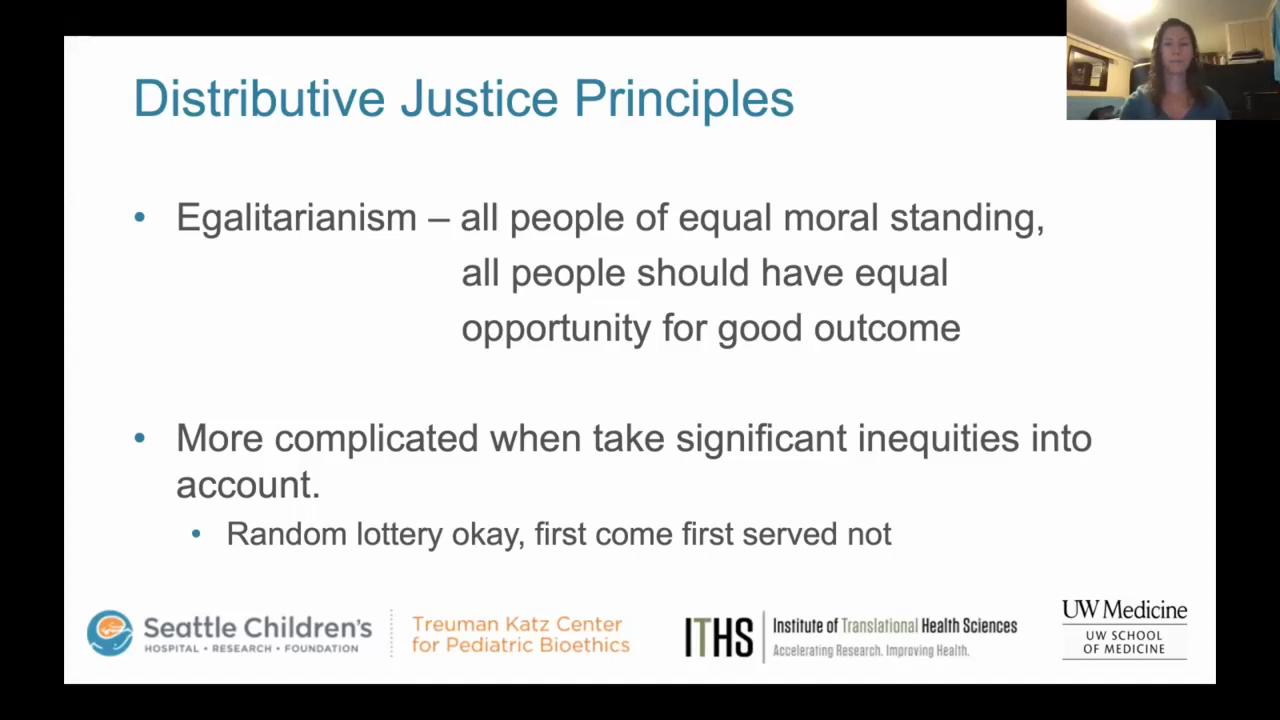 Distributive Justice Principles
• Egalitarianism – all people of equal moral standing,
all people should have equal
opportunity for good outcome
• More complicated when take significant inequities into
account.
• Random lottery okay, first come first served not
Seattle Children's
HOSPITAL • RESEARCH • FOUNDATION
Treuman Katz Center
for Pediatric Bioethics
ITHS
Institute of Translational Health Sciences
Accelerating Research. Improving Health.
UW Medicine
UW SCHOOL
OF MEDICINE